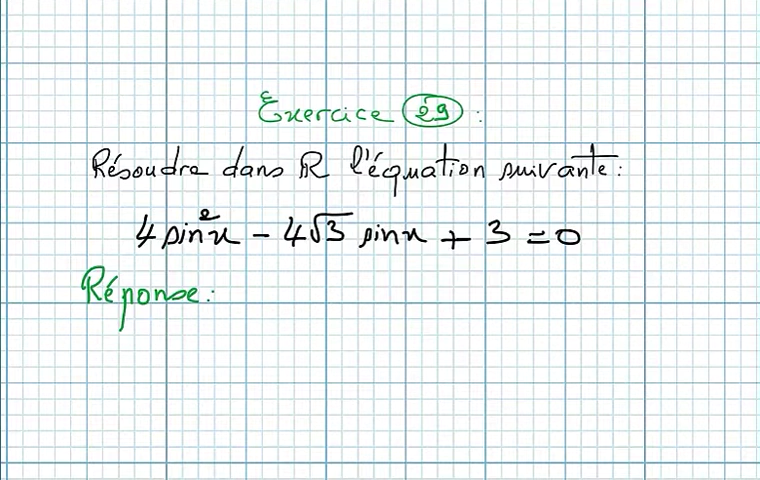 Exercice 29 :
Résoudre dans R l'équation suivante :
4 sin²x - 4√3 sinx + 3 = 0
Réponse :